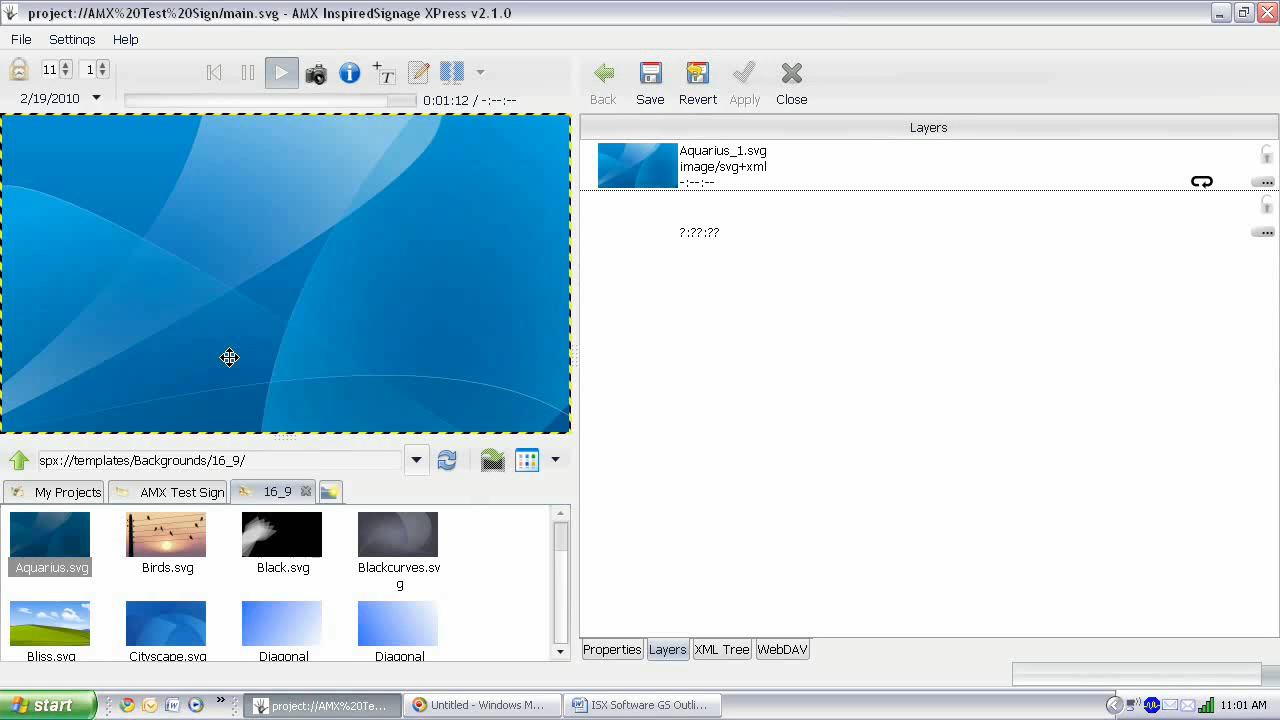 project://AMX%20Test%20Sign/main.svg - AMX InspiredSignage XPress v2.1.0
File Settings Help
11 1
2/19/2010
0:01:12 / -:--:--
Back Save Revert Apply Close
Layers
Aquarius_1.svg
image/svg+xml
-:--:--
?:??:??
spx://templates/Backgrounds/16_9/
My Projects AMX Test Sign 16_9
Aquarius.svg Birds.svg Black.svg Blackcurves.sv
g
Bliss.svg Cityscape.svg Diagonal Diagonal
Properties Layers XML Tree WebDAV
start project://AMX%20Te... Untitled - Windows M... ISX Software GS Outli... 11:01 AM